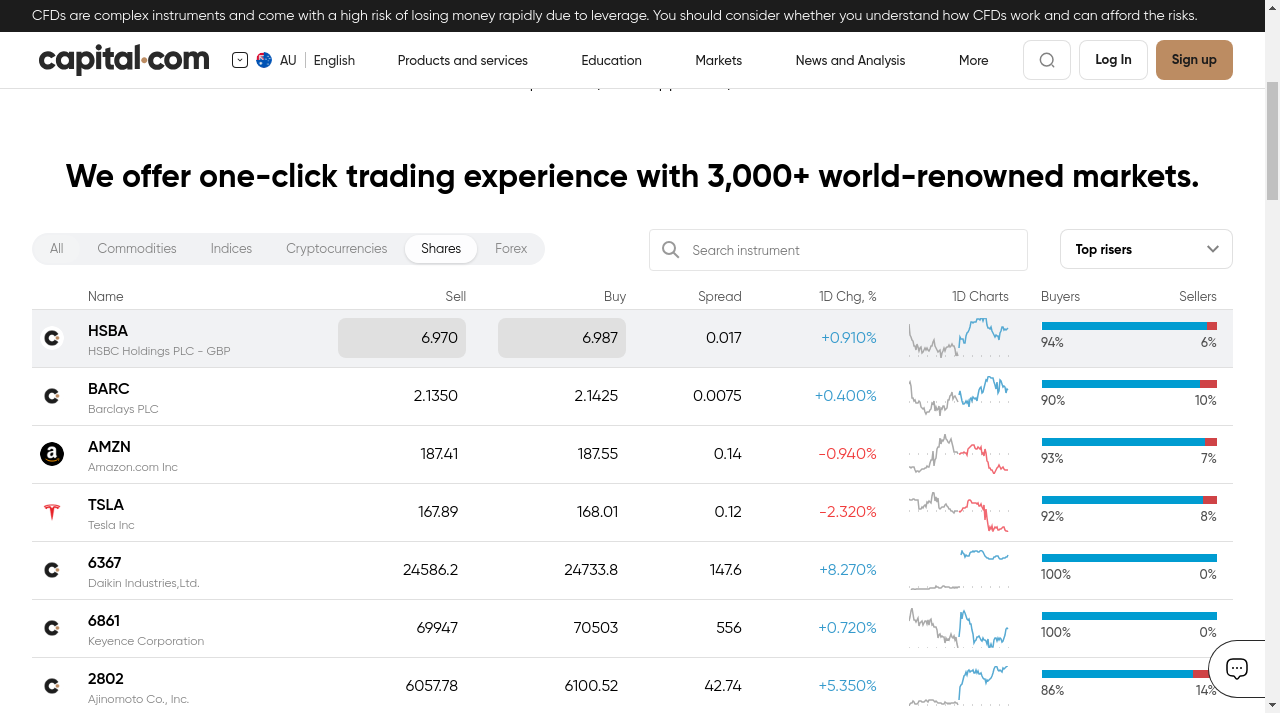 CFDs are complex instruments and come with a high risk of losing money rapidly due to leverage. You should consider whether you understand how CFDs work and can afford the risks.
capital.com AU English Products and services Education Markets News and Analysis More Log In Sign up
We offer one-click trading experience with 3,000+ world-renowned markets.
All Commodities Indices Cryptocurrencies Shares Forex Search instrument Top risers
Name Sell Buy Spread 1D Chg, % 1D Charts Buyers Sellers
HSBA 6.970 6.987 0.017 +0.910% 94% 6%
HSBC Holdings PLC - GBP
BARC 2.1350 2.1425 0.0075 +0.400% 90% 10%
Barclays PLC
AMZN 187.41 187.55 0.14 -0.940% 93% 7%
Amazon.com Inc
TSLA 167.89 168.01 0.12 -2.320% 92% 8%
Tesla Inc
6367 24586.2 24733.8 147.6 +8.270% 100% 0%
Daikin Industries,Ltd.
6861 69947 70503 556 +0.720% 100% 0%
Keyence Corporation
2802 6057.78 6100.52 42.74 +5.350% 86% 14%
Ajinomoto Co., Inc.